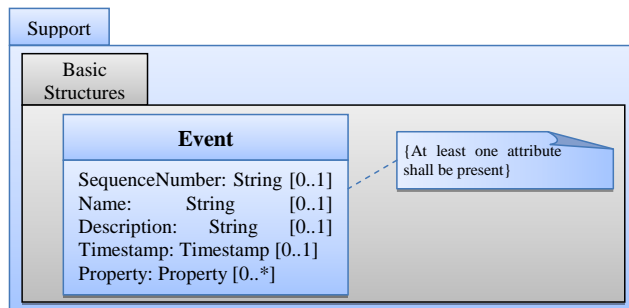 Support
Basic
Structures
Event
{At least one attribute
shall be present}
SequenceNumber: String [0..1]
Name: String [0..1]
Description: String [0..1]
Timestamp: Timestamp [0..1]
Property: Property [0..*]